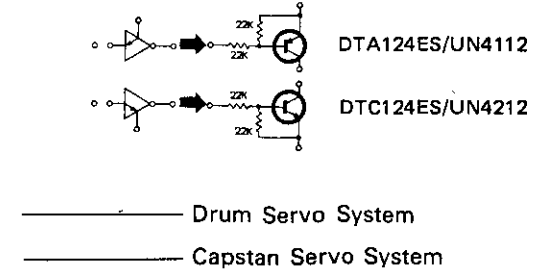 22K
22K
DTA124ES/UN4112
22K
22K
DTC124ES/UN4212
Drum Servo System
Capstan Servo System